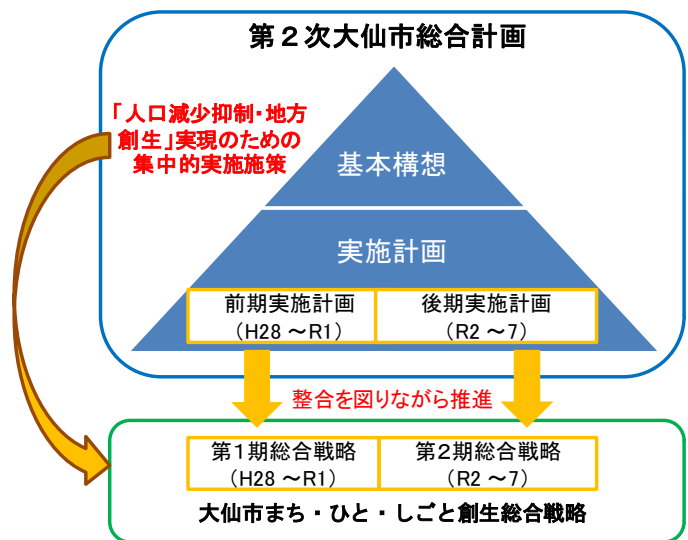 第２次大仙市総合計画
「人口減少抑制・地方
創生」実現のための
集中的実施施策
基本構想
実施計画
前期実施計画
（H28 ～R1）
後期実施計画
（R2 ～7）
整合を図りながら推進
第１期総合戦略
（H28 ～R1）
第２期総合戦略
（R2 ～7）
大仙市まち・ひと・しごと創生総合戦略